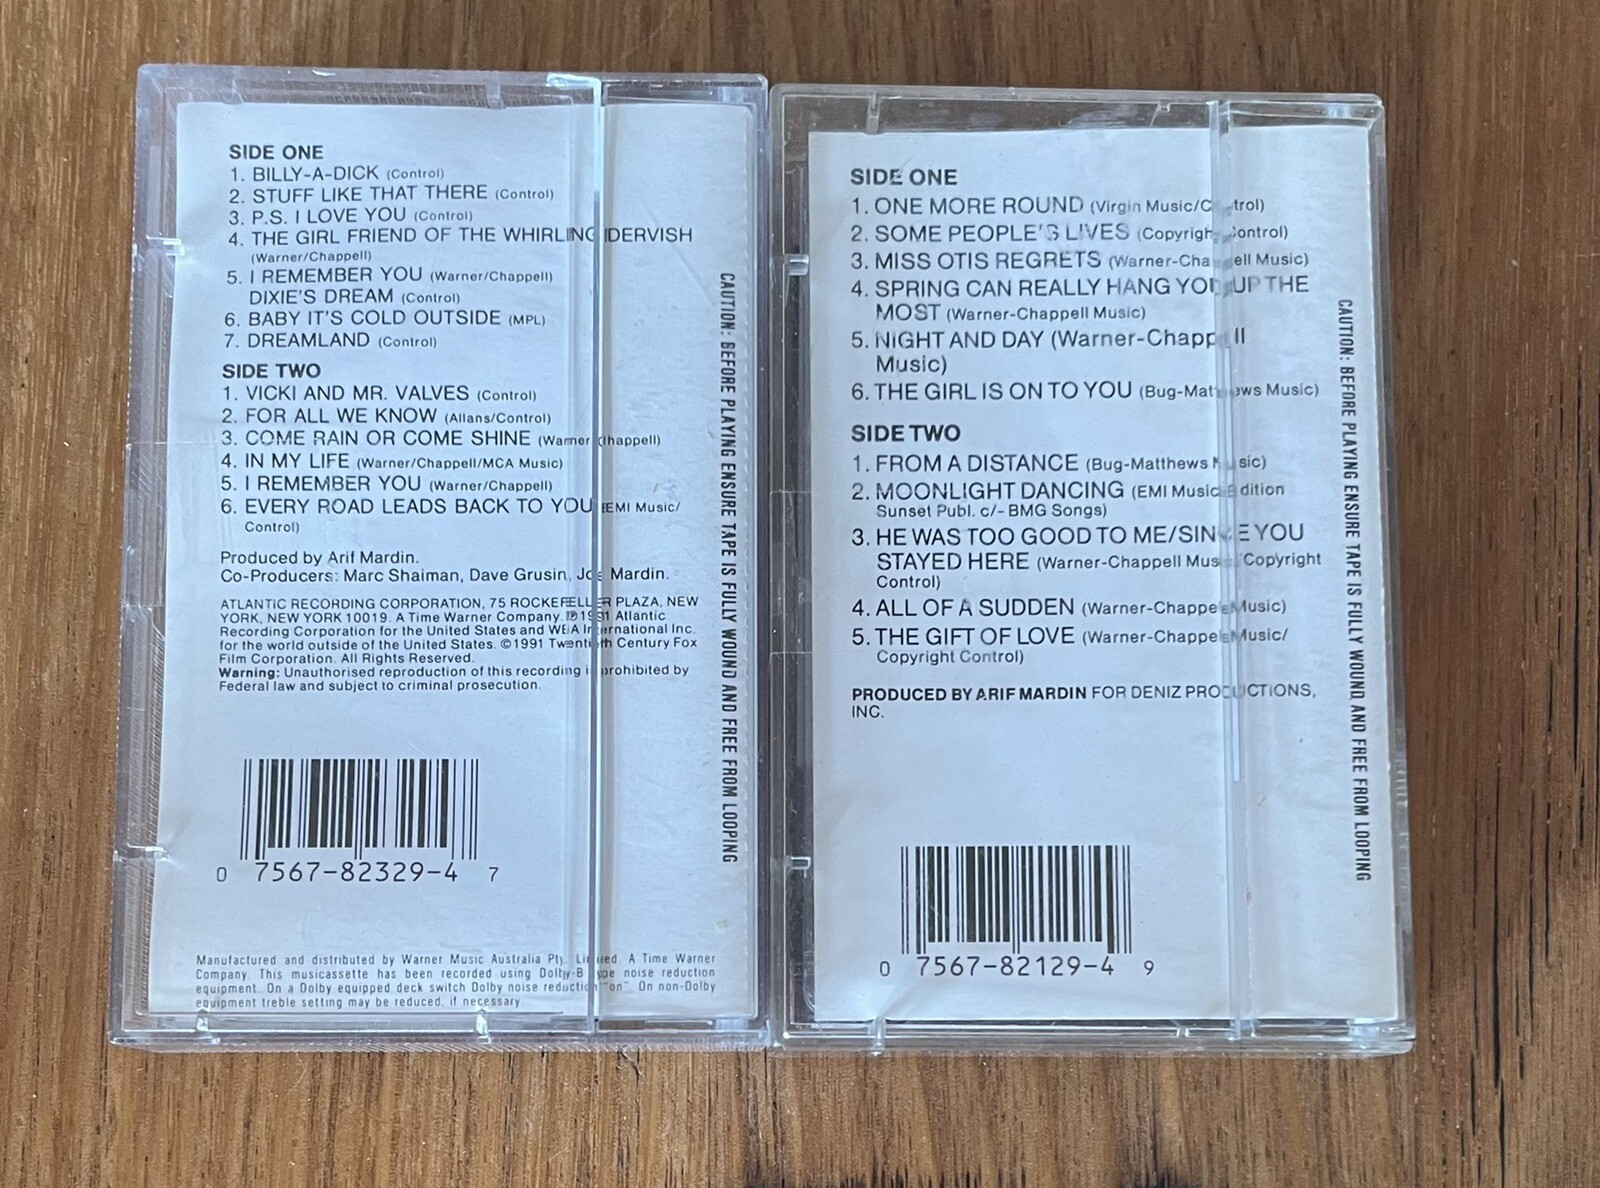 SIDE ONE
1. BILLY-A-DICK (Control)
2. STUFF LIKE THAT THERE (Control)
3. P.S. I LOVE YOU (Control)
4. THE GIRL FRIEND OF THE WHIRLING DERVISH
(Warner/Chappell)
5. I REMEMBER YOU (Warner/Chappell)
DIXIE'S DREAM (Control)
6. BABY IT'S COLD OUTSIDE (MPL)
7. DREAMLAND (Control)
SIDE TWO
1. VICKI AND MR. VALVES (Control)
2. FOR ALL WE KNOW (Allans/Control)
3. COME RAIN OR COME SHINE (Warner/Chappell)
4. IN MY LIFE (Warner/Chappell/MCA Music)
5. I REMEMBER YOU (Warner/Chappell)
6. EVERY ROAD LEADS BACK TO YOU (EMI Music/
Control)
Produced by Arif Mardin.
Co-Producers: Marc Shaiman, Dave Grusin, Joe Mardin.
ATLANTIC RECORDING CORPORATION, 75 ROCKEFELLER PLAZA, NEW
YORK, NEW YORK 10019. A Time Warner Company. ℗1991 Atlantic
Recording Corporation for the United States and WEA International Inc.
for the world outside of the United States. ©1991 Twentieth Century Fox
Film Corporation. All Rights Reserved.
Warning: Unauthorised reproduction of this recording is prohibited by
Federal law and subject to criminal prosecution.
0 7567-82329-4 7
Manufactured and distributed by Warner Music Australia Pty. Limited. A Time Warner
Company. This musicassette has been recorded using Dolby-B type noise reduction
equipment. On a Dolby equipped deck switch Dolby noise reduction "on". On non-Dolby
equipment treble setting may be reduced, if necessary.
CAUTION: BEFORE PLAYING ENSURE TAPE IS FULLY WOUND AND FREE FROM LOOPING
SIDE ONE
1. ONE MORE ROUND (Virgin Music/Control)
2. SOME PEOPLE'S LIVES (Copyright Control)
3. MISS OTIS REGRETS (Warner-Chappell Music)
4. SPRING CAN REALLY HANG YOU UP THE
MOST (Warner-Chappell Music)
5. NIGHT AND DAY (Warner-Chappell
Music)
6. THE GIRL IS ON TO YOU (Bug-Matthews Music)
SIDE TWO
1. FROM A DISTANCE (Bug-Matthews Music)
2. MOONLIGHT DANCING (EMI Music Edition
Sunset Publ. c/- BMG Songs)
3. HE WAS TOO GOOD TO ME/SINCE YOU
STAYED HERE (Warner-Chappell Music/Copyright
Control)
4. ALL OF A SUDDEN (Warner-Chappell Music)
5. THE GIFT OF LOVE (Warner-Chappell Music/
Copyright Control)
PRODUCED BY ARIF MARDIN FOR DENIZ PRODUCTIONS,
INC.
0 7567-82129-4 9
CAUTION: BEFORE PLAYING ENSURE TAPE IS FULLY WOUND AND FREE FROM LOOPING